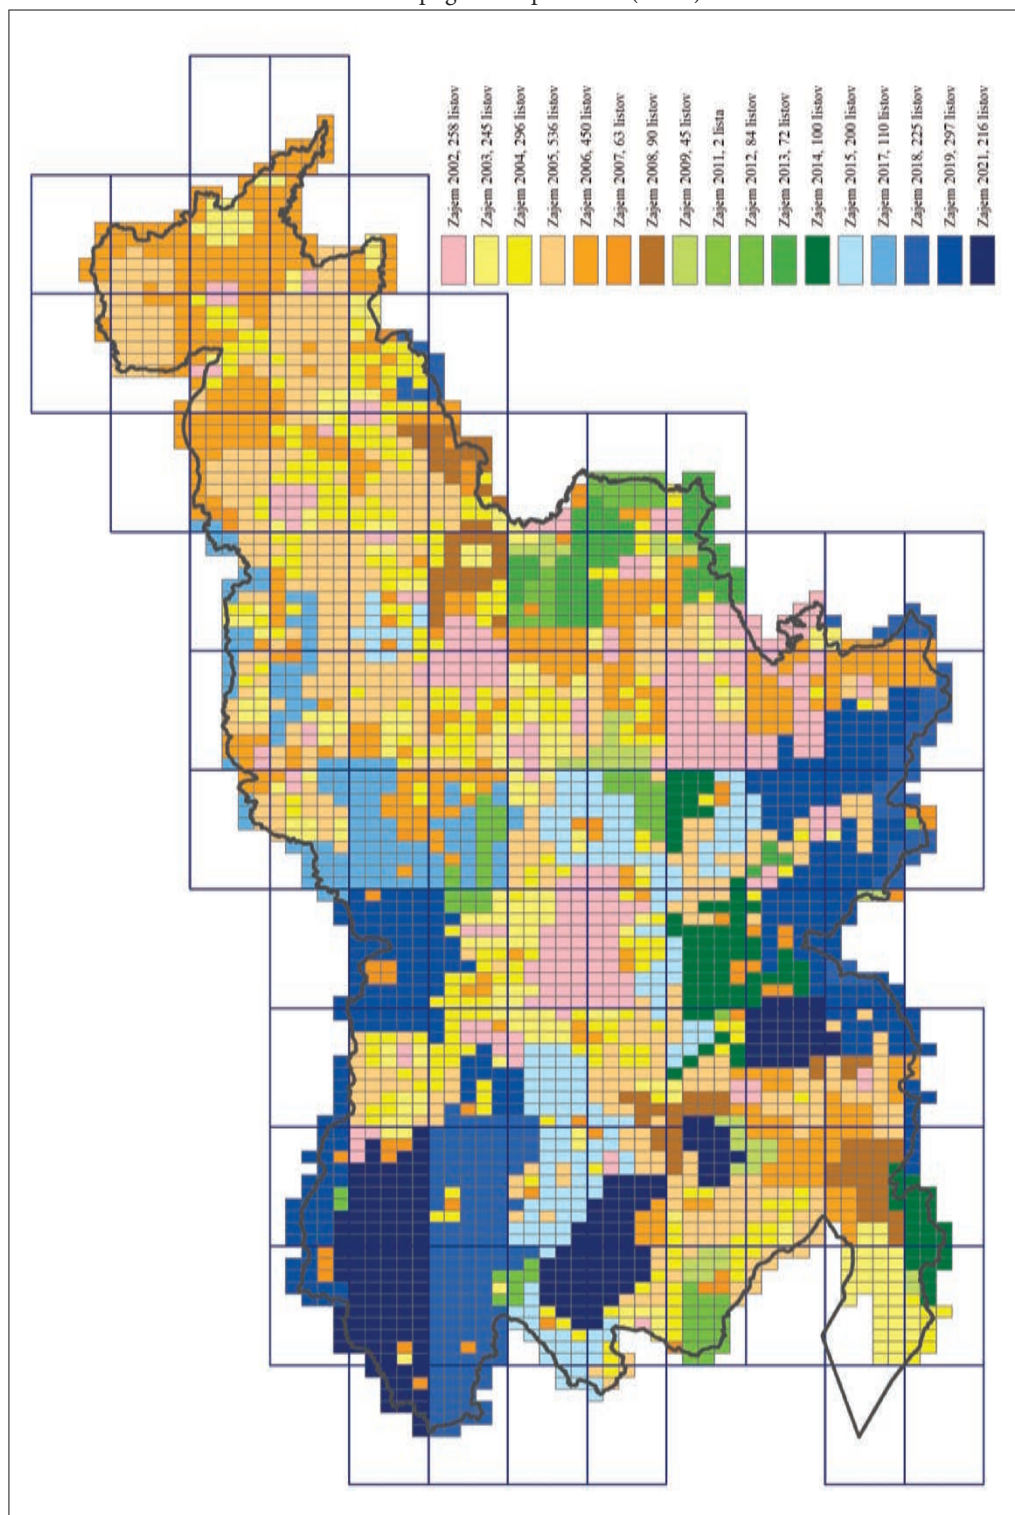 Zajem 2002, 258 listov
Zajem 2003, 245 listov
Zajem 2004, 296 listov
Zajem 2005, 536 listov
Zajem 2006, 450 listov
Zajem 2007, 63 listov
Zajem 2008, 90 listov
Zajem 2009, 45 listov
Zajem 2011, 2 lista
Zajem 2012, 84 listov
Zajem 2013, 72 listov
Zajem 2014, 100 listov
Zajem 2015, 200 listov
Zajem 2017, 110 listov
Zajem 2018, 225 listov
Zajem 2019, 297 listov
Zajem 2021, 216 listov